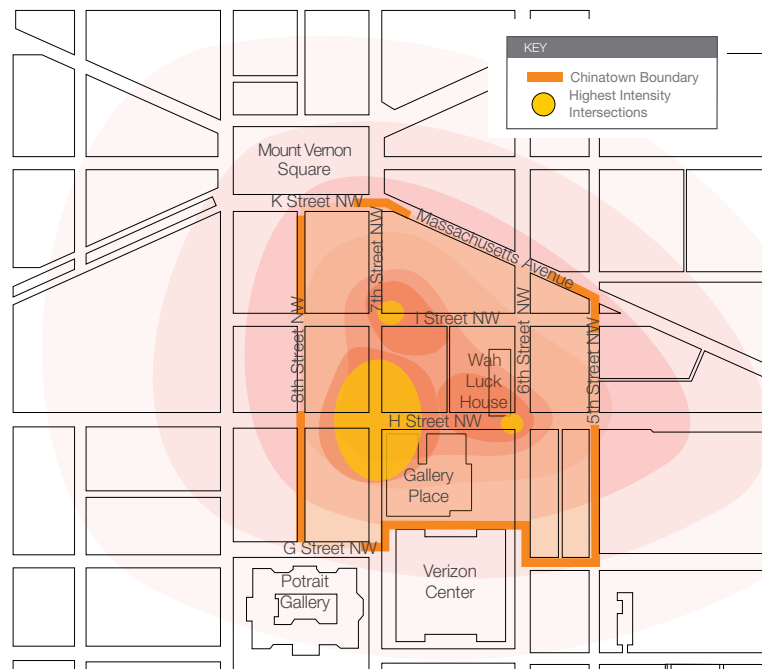 KEY
Chinatown Boundary
Highest Intensity
Intersections
Mount Vernon
Square
K Street NW
Massachusetts Avenue
7th Street NW
I Street NW
8th Street NW
6th Street NW
5th Street NW
Wah
Luck
House
H Street NW
Gallery
Place
G Street NW
Potrait
Gallery
Verizon
Center